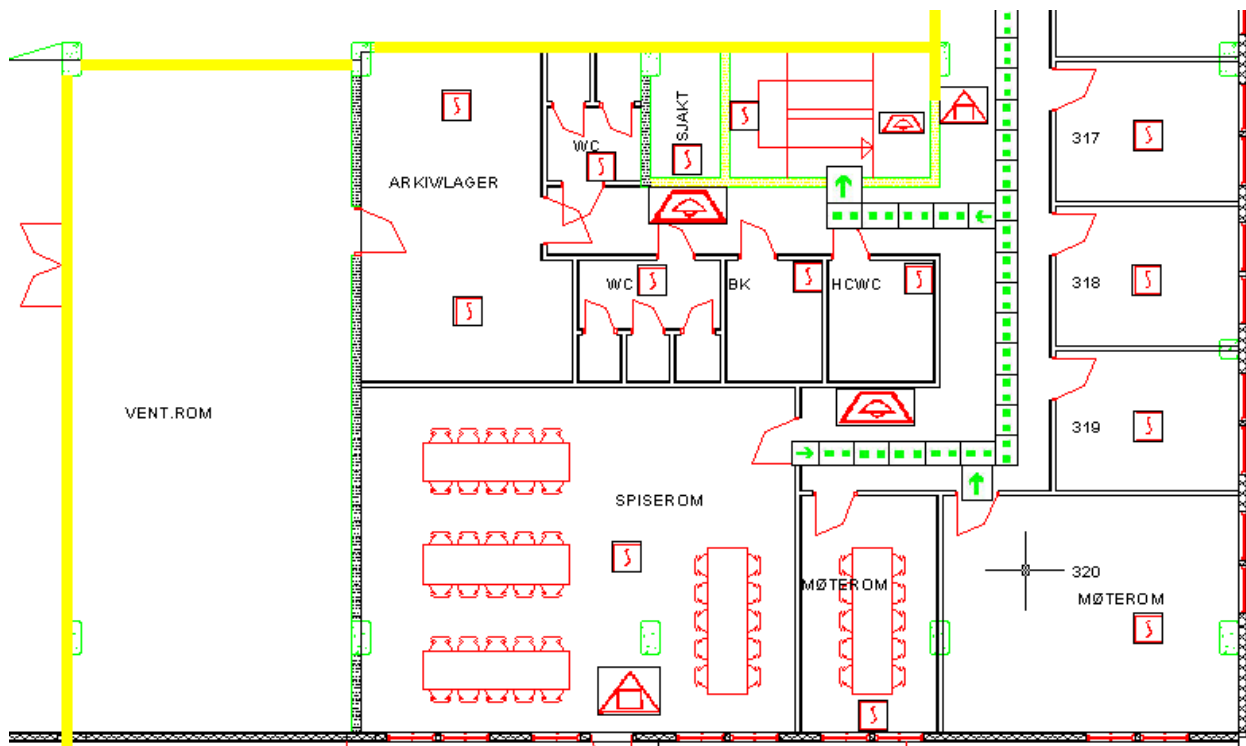 317
SJAKT
WC
ARKIV/LAGER
318
WC
BK
HCWC
VENT.ROM
319
SPISEROM
320
MØTEROM
MØTEROM